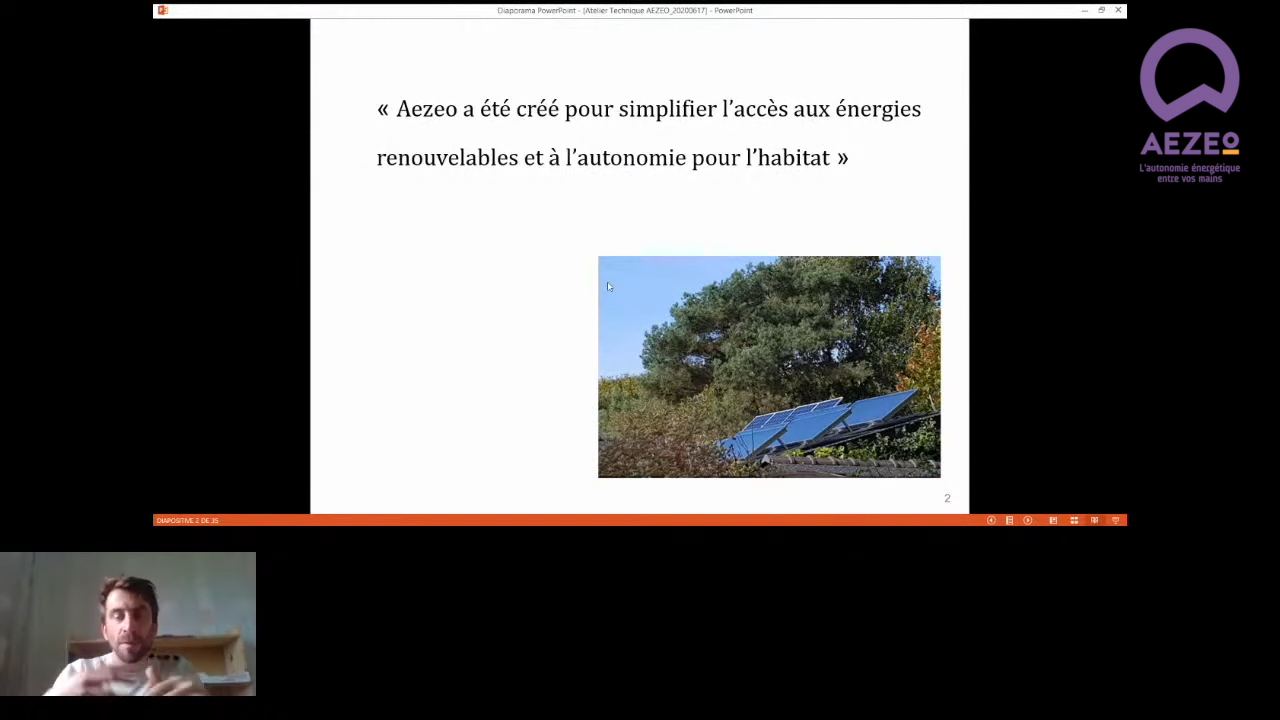 Diaporama PowerPoint - [Atelier Technique AEZEO_20200617] - PowerPoint
« Aezeo a été créé pour simplifier l’accès aux énergies
renouvelables et à l’autonomie pour l’habitat »
AEZEO
L'autonomie énergétique
entre vos mains
2
DIAPOSITIVE 2 DE 35